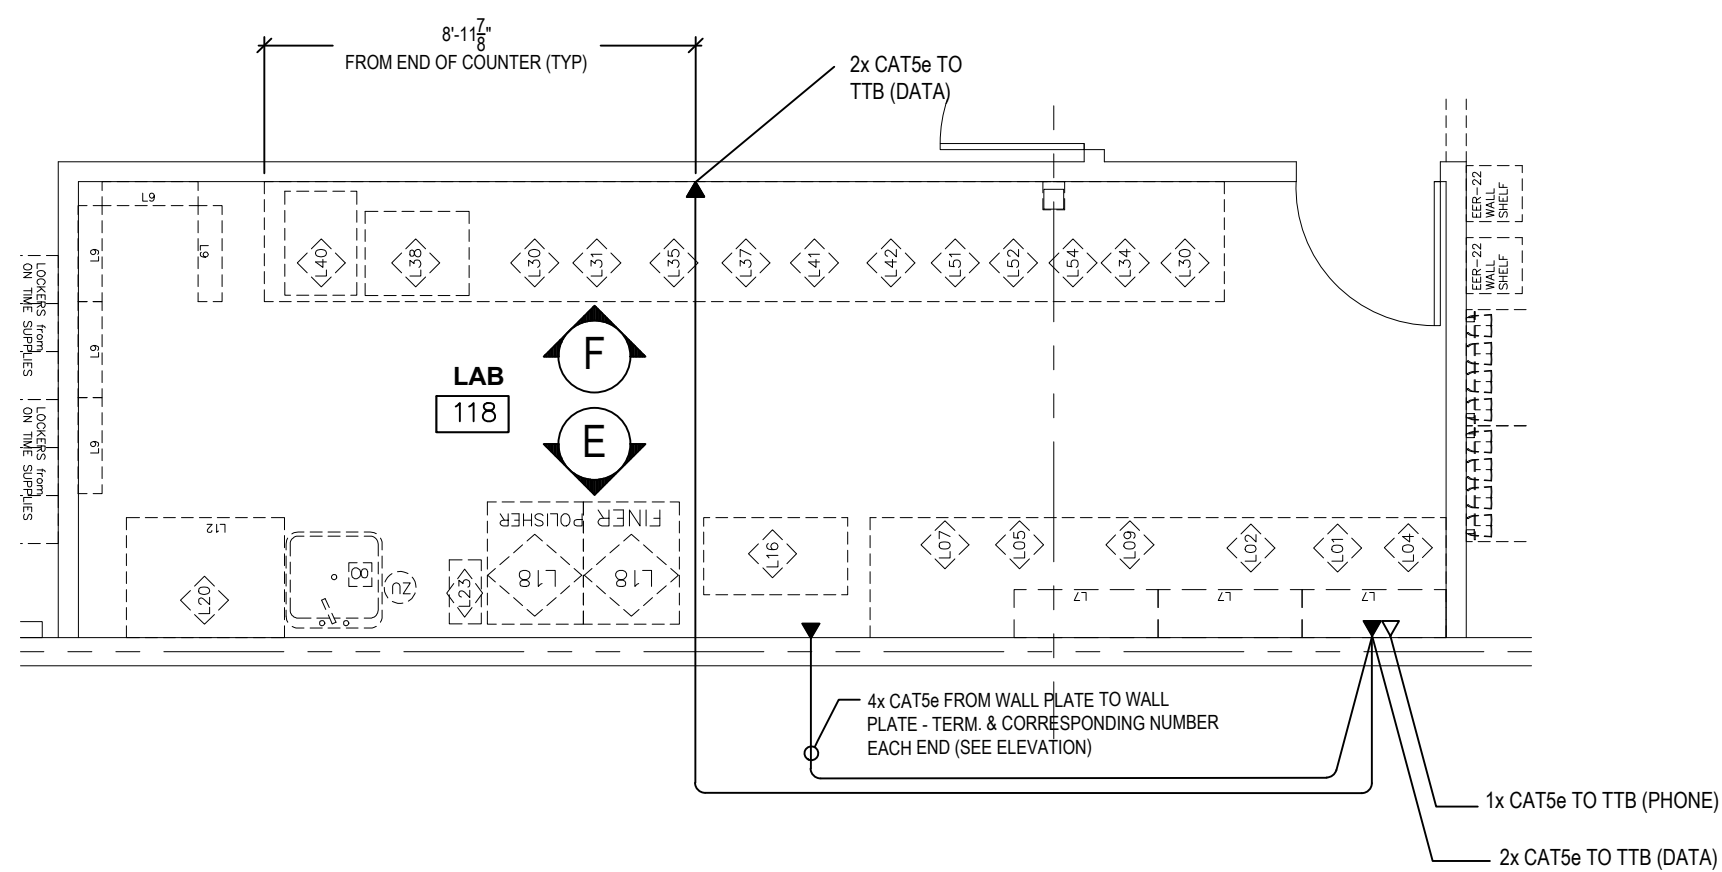 8'-11 7/8"
FROM END OF COUNTER (TYP)
2x CAT5e TO
TTB (DATA)
L9
L9
L9
L9
L9
L40
L38
L30
L31
L35
L37
L41
L42
L51
L52
L54
L34
L30
EER-22
WALL
SHELF
EER-22
WALL
SHELF
LOCKERS from
ON TIME SUPPLIES
LOCKERS from
ON TIME SUPPLIES
F
LAB
118
E
POLISHER
FINER
L12
L20
8
ZU
L23
L18
L18
L16
L07
L05
L09
L02
L01
L04
L7
L7
L7
4x CAT5e FROM WALL PLATE TO WALL
PLATE - TERM. & CORRESPONDING NUMBER
EACH END (SEE ELEVATION)
1x CAT5e TO TTB (PHONE)
2x CAT5e TO TTB (DATA)